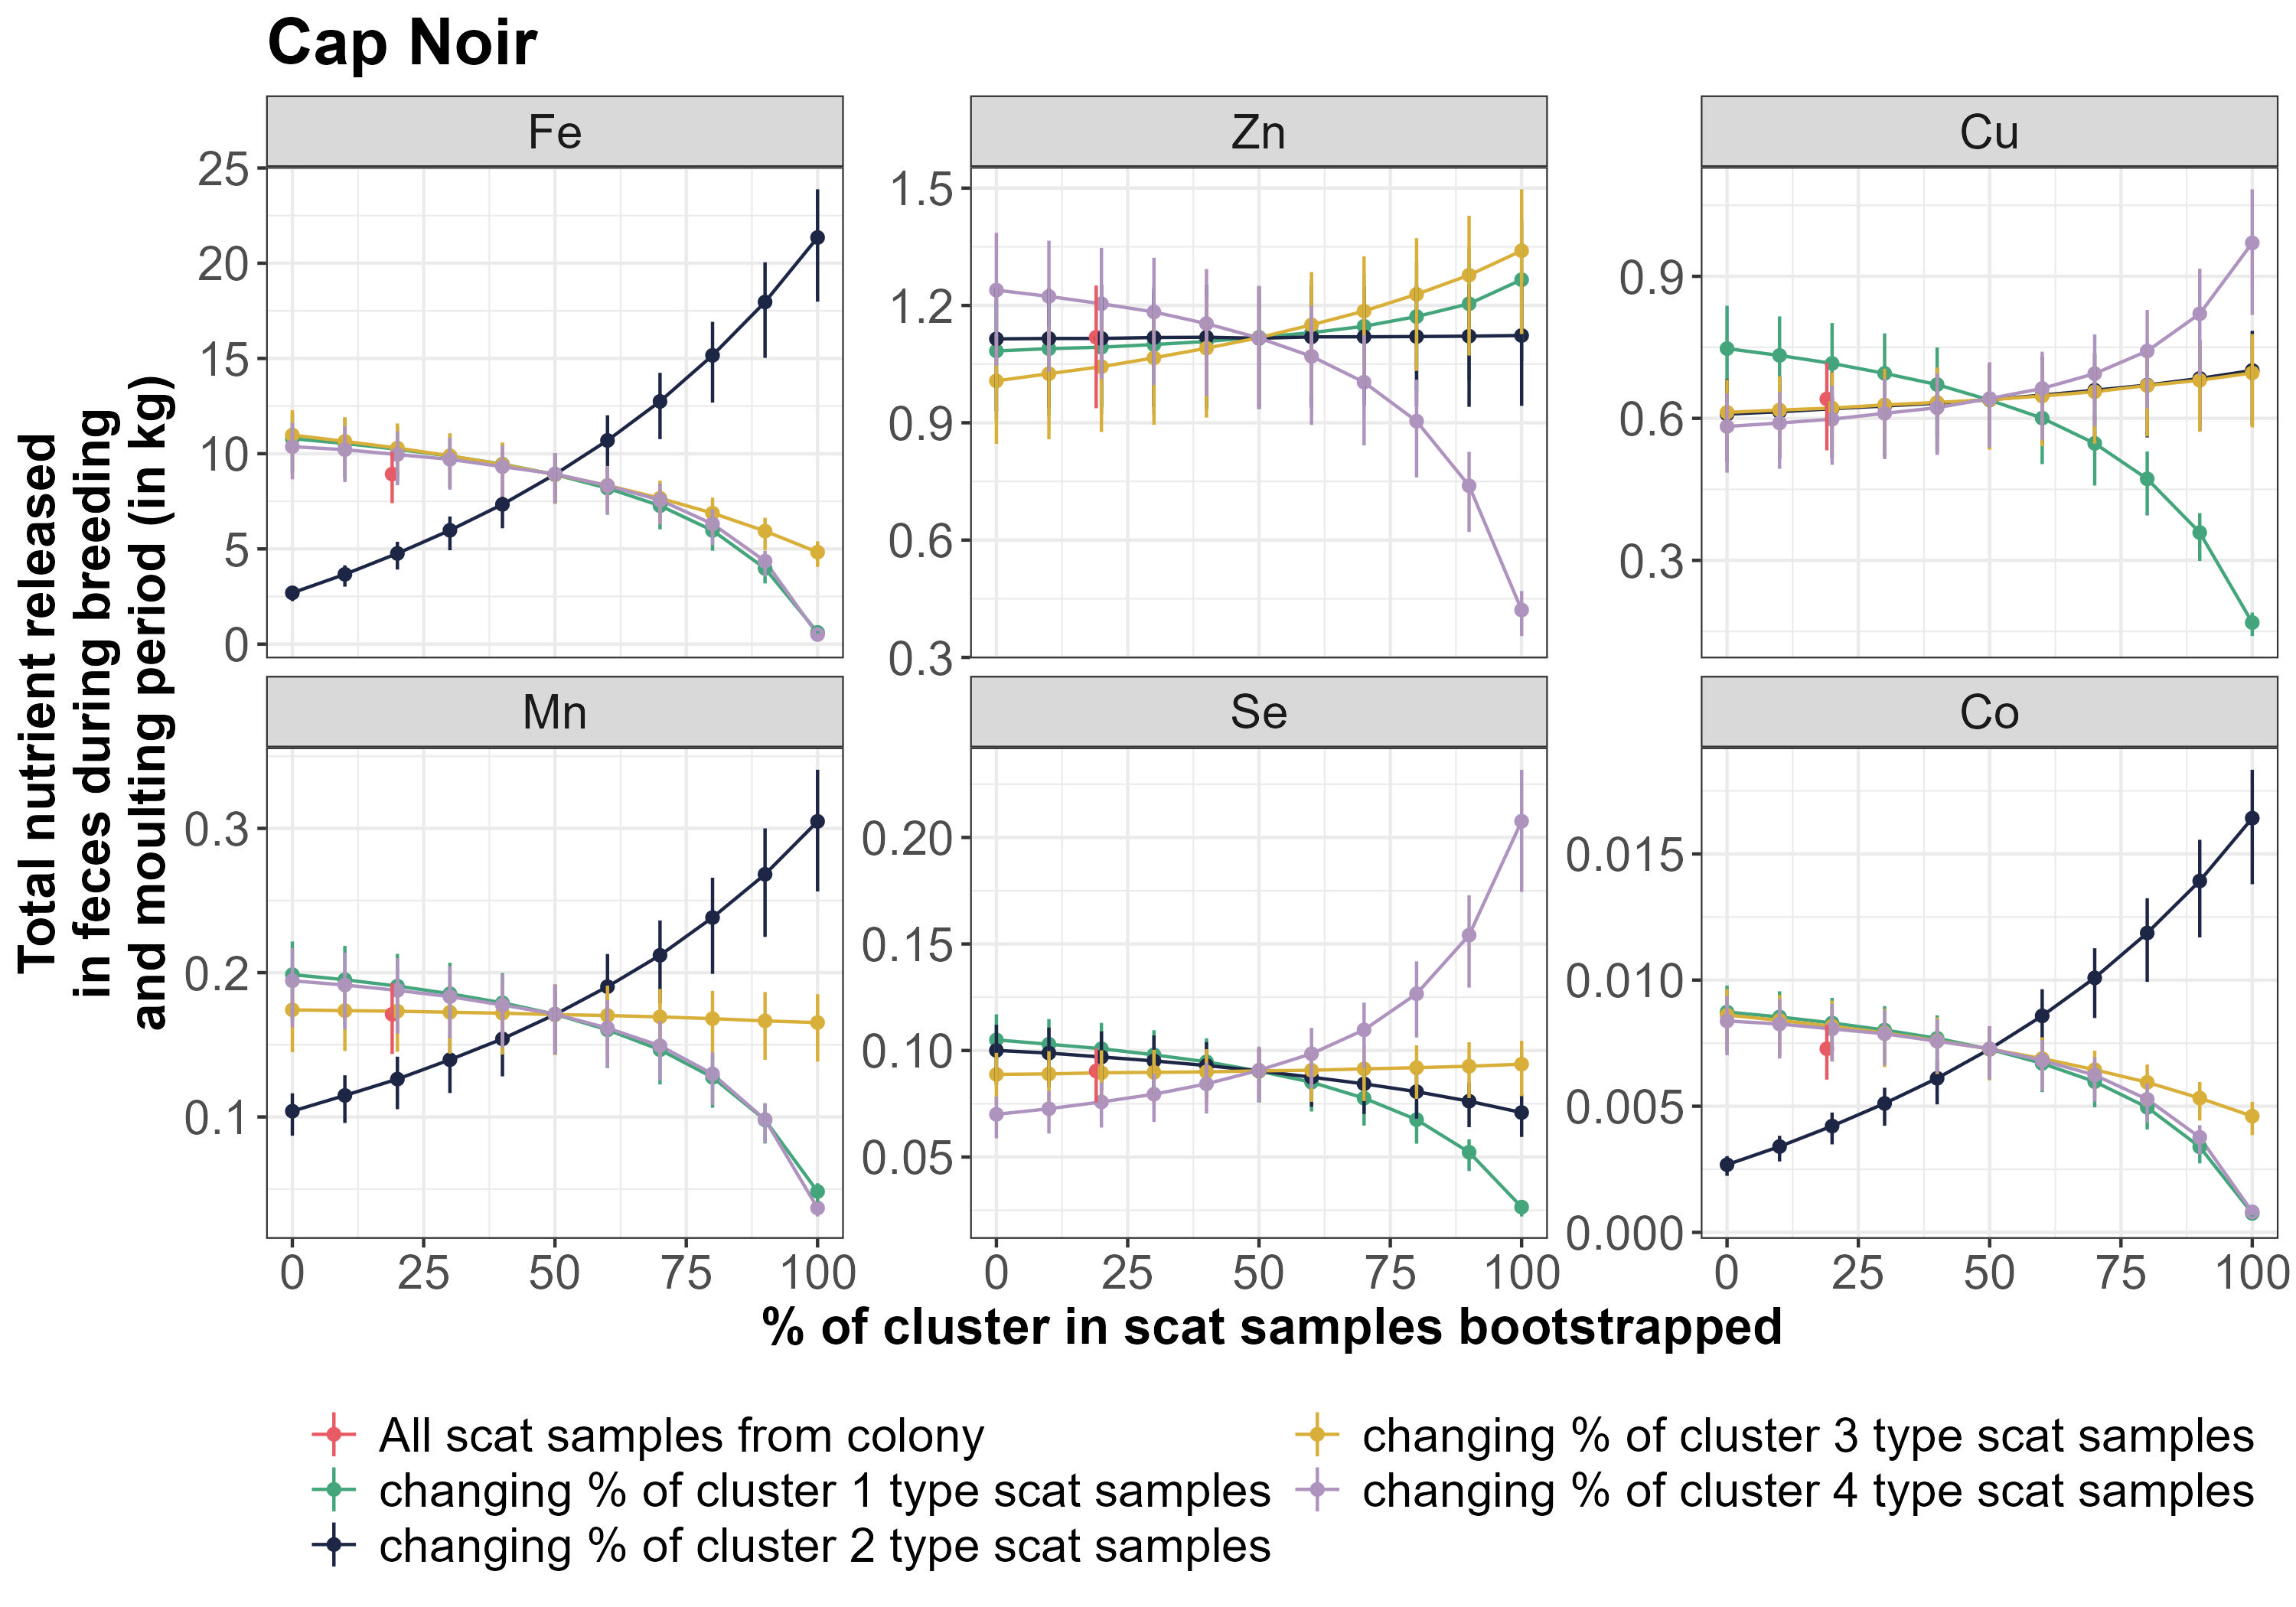 Cap Noir
Fe
Zn
Cu
25
20
15
10
5
0
1.5
1.2
0.9
0.6
0.3
0.9
0.6
0.3
Total nutrient released
in feces during breeding
and moulting period (in kg)
Mn
Se
Co
0.3
0.2
0.1
0.20
0.15
0.10
0.05
0.015
0.010
0.005
0.000
0 25 50 75 100
0 25 50 75 100
0 25 50 75 100
% of cluster in scat samples bootstrapped
All scat samples from colony
changing % of cluster 1 type scat samples
changing % of cluster 2 type scat samples
changing % of cluster 3 type scat samples
changing % of cluster 4 type scat samples